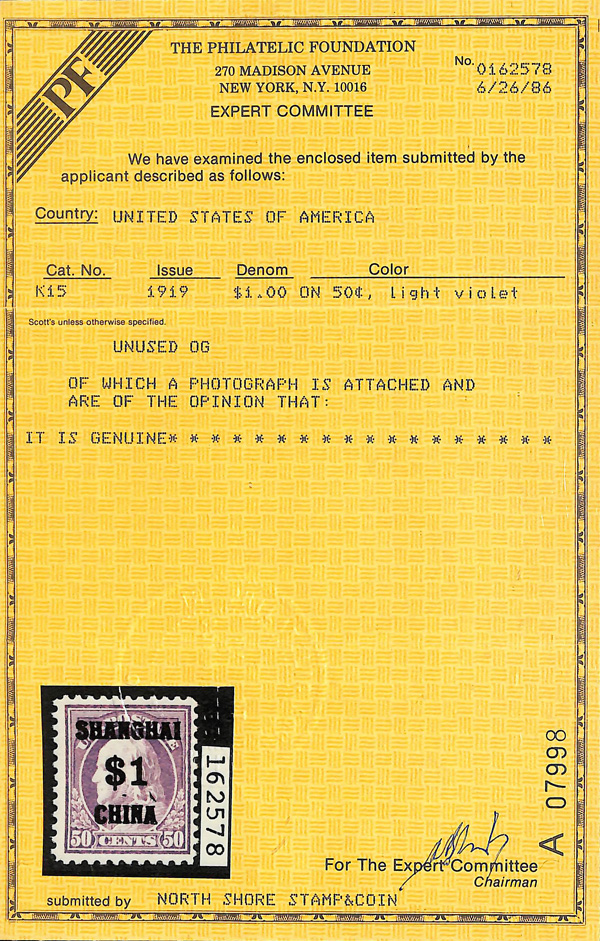 PF
THE PHILATELIC FOUNDATION
270 MADISON AVENUE
NEW YORK, N.Y. 10016
EXPERT COMMITTEE
No. 0162578
6/26/86
We have examined the enclosed item submitted by the
applicant described as follows:
Country: UNITED STATES OF AMERICA
Cat. No. Issue Denom Color
K15 1919 $1.00 ON 50¢, light violet
Scott's unless otherwise specified.
UNUSED OG
OF WHICH A PHOTOGRAPH IS ATTACHED AND
ARE OF THE OPINION THAT:
IT IS GENUINE* * * * * * * * * * * * * * * * * *
SHANGHAI
$1
CHINA
50 CENTS 50
162578
A 07998
For The Expert Committee
Chairman
submitted by NORTH SHORE STAMP&COIN